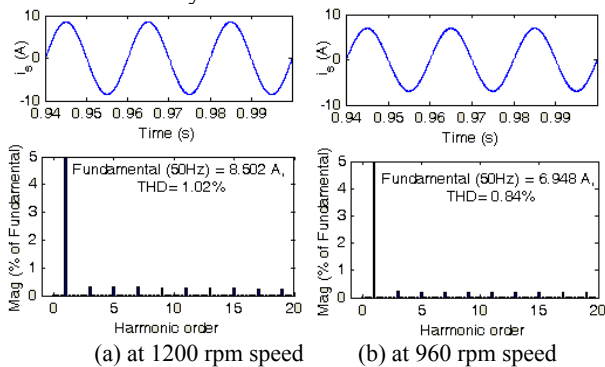 10
0
-10
i_s (A)
0.94 0.95 0.96 0.97 0.98 0.99
Time (s)
10
0
-10
i_s (A)
0.94 0.95 0.96 0.97 0.98 0.99
Time (s)
5
4
3
2
1
0
Mag (% of Fundamental)
Fundamental (50Hz) = 8.502 A,
THD= 1.02%
0 5 10 15 20
Harmonic order
5
4
3
2
1
0
Mag (% of Fundamental)
Fundamental (50Hz) = 6.948 A,
THD= 0.84%
0 5 10 15 20
Harmonic order
(a) at 1200 rpm speed
(b) at 960 rpm speed